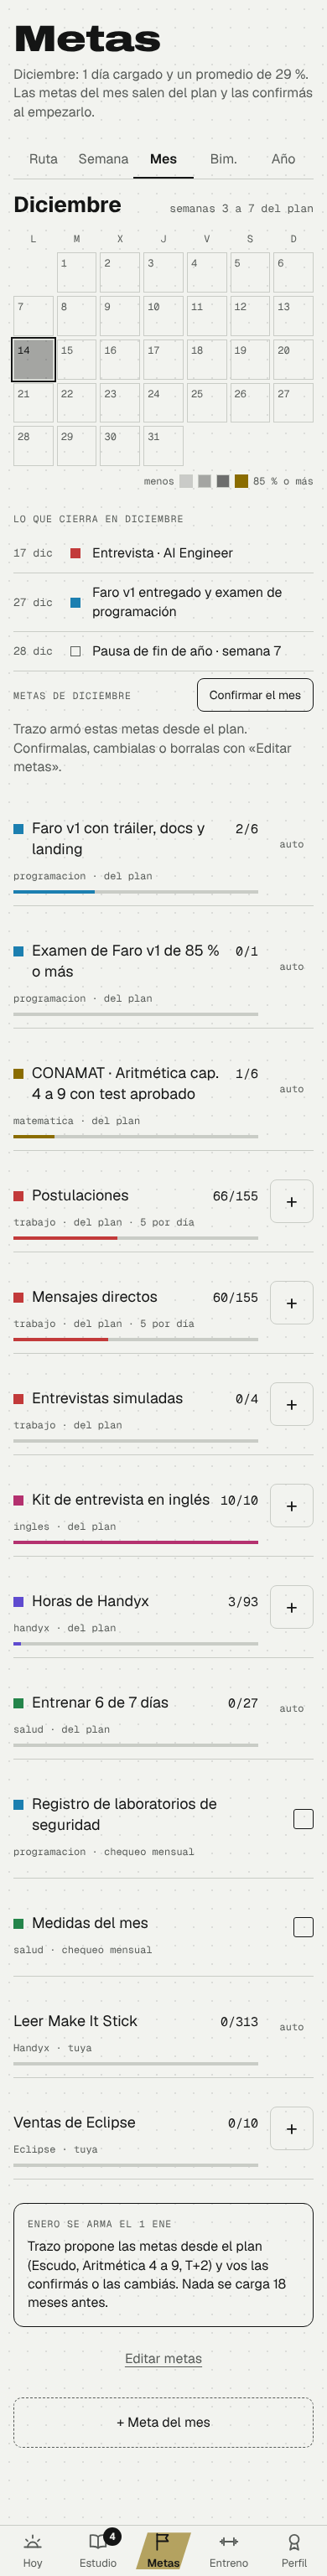 Metas
Diciembre: 1 día cargado y un promedio de 29 %.
Las metas del mes salen del plan y las confirmás
al empezarlo.
Ruta Semana Mes Bim. Año
Diciembre semanas 3 a 7 del plan
L M X J V S D
1 2 3 4 5 6
7 8 9 10 11 12 13
14 15 16 17 18 19 20
21 22 23 24 25 26 27
28 29 30 31
menos 85 % o más
LO QUE CIERRA EN DICIEMBRE
17 dic Entrevista · AI Engineer
27 dic Faro v1 entregado y examen de
programación
28 dic Pausa de fin de año · semana 7
METAS DE DICIEMBRE Confirmar el mes
Trazo armó estas metas desde el plan.
Confirmalas, cambialas o borralas con «Editar
metas».
Faro v1 con tráiler, docs y 2/6
landing auto
programacion · del plan
Examen de Faro v1 de 85 % 0/1
o más auto
programacion · del plan
CONAMAT · Aritmética cap. 1/6
4 a 9 con test aprobado auto
matematica · del plan
Postulaciones 66/155 +
trabajo · del plan · 5 por día
Mensajes directos 60/155 +
trabajo · del plan · 5 por día
Entrevistas simuladas 0/4 +
trabajo · del plan
Kit de entrevista en inglés 10/10 +
ingles · del plan
Horas de Handyx 3/93 +
handyx · del plan
Entrenar 6 de 7 días 0/27 auto
salud · del plan
Registro de laboratorios de
seguridad
programacion · chequeo mensual
Medidas del mes
salud · chequeo mensual
Leer Make It Stick 0/313 auto
Handyx · tuya
Ventas de Eclipse 0/10 +
Eclipse · tuya
ENERO SE ARMA EL 1 ENE
Trazo propone las metas desde el plan
(Escudo, Aritmética 4 a 9, T+2) y vos las
confirmás o las cambiás. Nada se carga 18
meses antes.
Editar metas
+ Meta del mes
4
Hoy Estudio Metas Entreno Perfil